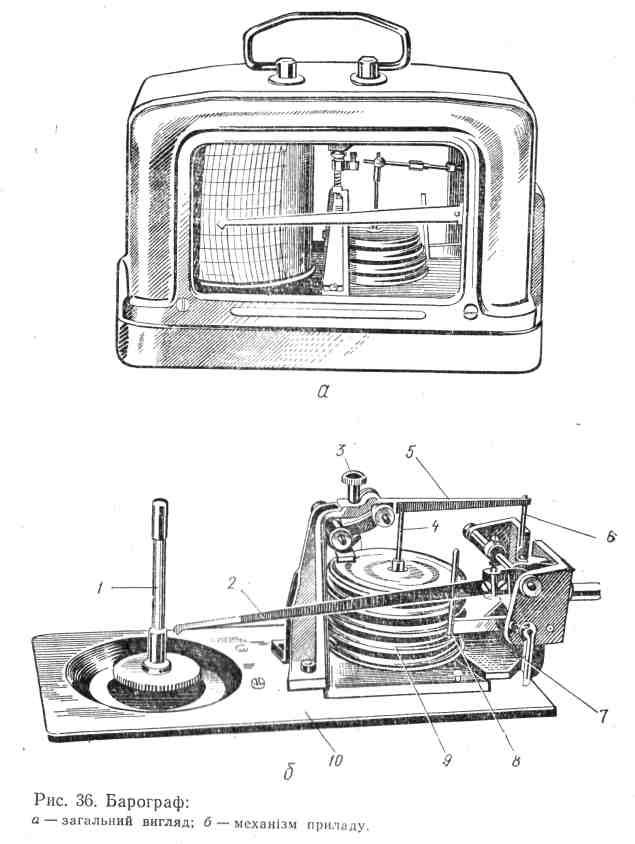 а
3
5
4
6
1
2
7
10
9
8
б
Рис. 36. Барограф:
а — загальний вигляд; б — механізм приладу.